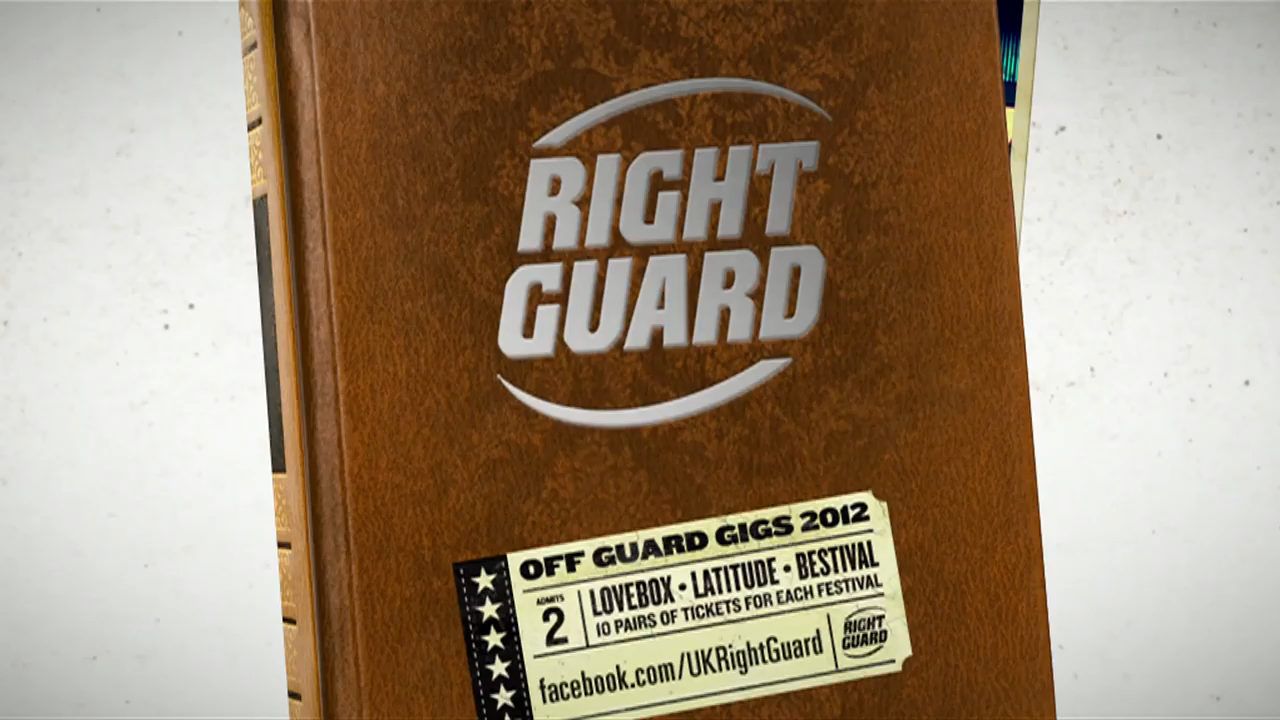 RIGHT
GUARD
OFF GUARD GIGS 2012
ADMITS
2
LOVEBOX • LATITUDE • BESTIVAL
10 PAIRS OF TICKETS FOR EACH FESTIVAL
facebook.com/UKRightGuard
RIGHT
GUARD